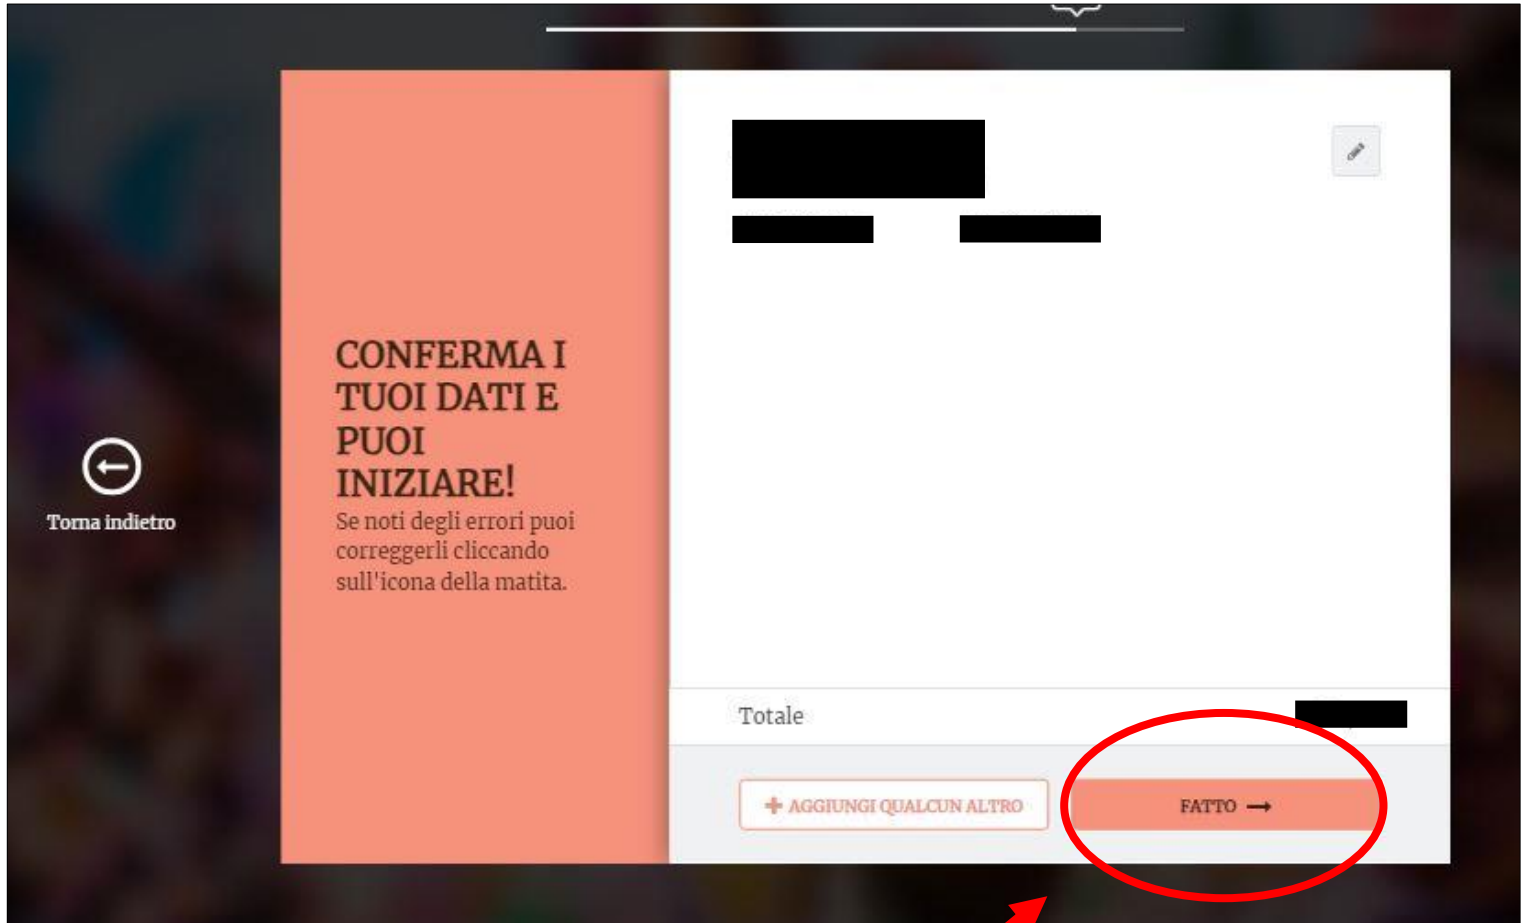 CONFERMA I
TUOI DATI E
PUOI
INIZIARE!
Se noti degli errori puoi
correggerli cliccando
sull'icona della matita.
Torna indietro
Totale
AGGIUNGI QUALCUN ALTRO
FATTO